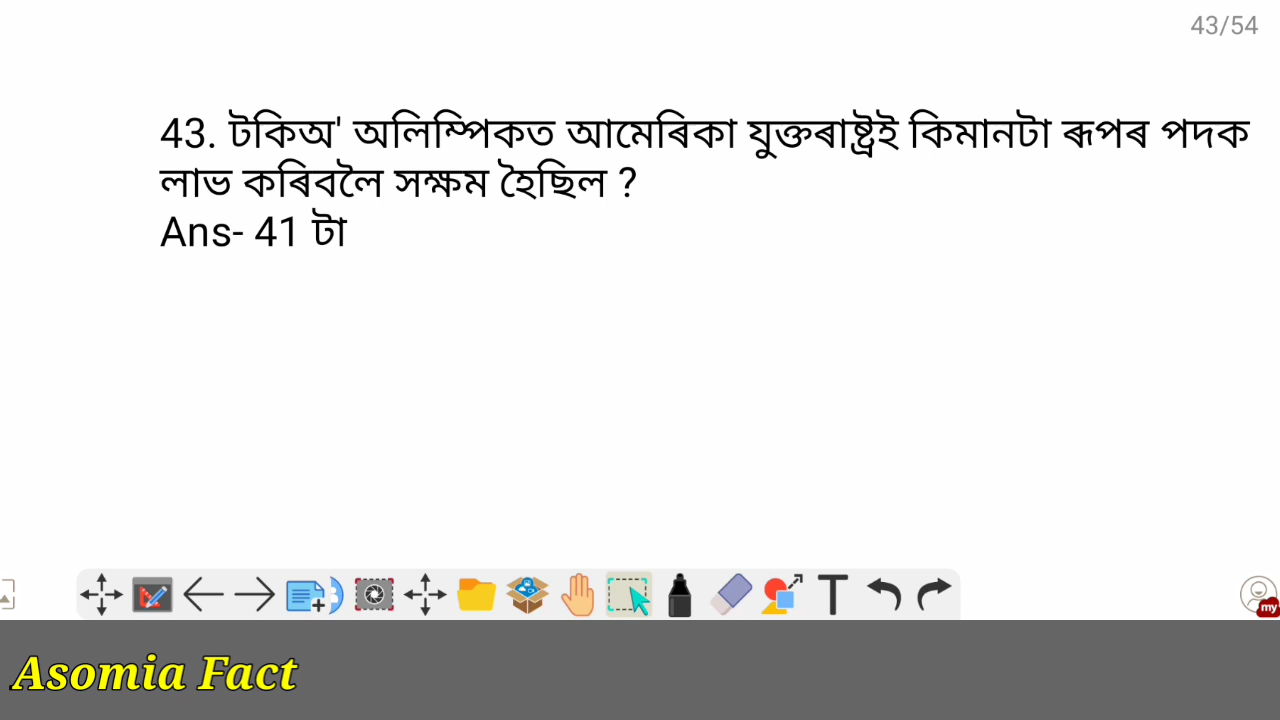 43/54
43. টকিঅ' অলিম্পিকত আমেৰিকা যুক্তৰাষ্ট্ৰই কিমানটা ৰূপৰ পদক
লাভ কৰিবলৈ সক্ষম হৈছিল ?
Ans- 41 টা
T
my
Asomia Fact